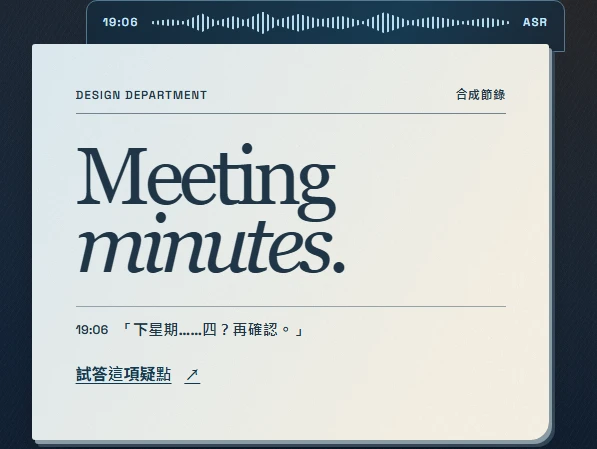 19:06 ASR
DESIGN DEPARTMENT 合成節錄
Meeting
minutes.
19:06 「下星期……四？再確認。」
試答這項疑點 ↗